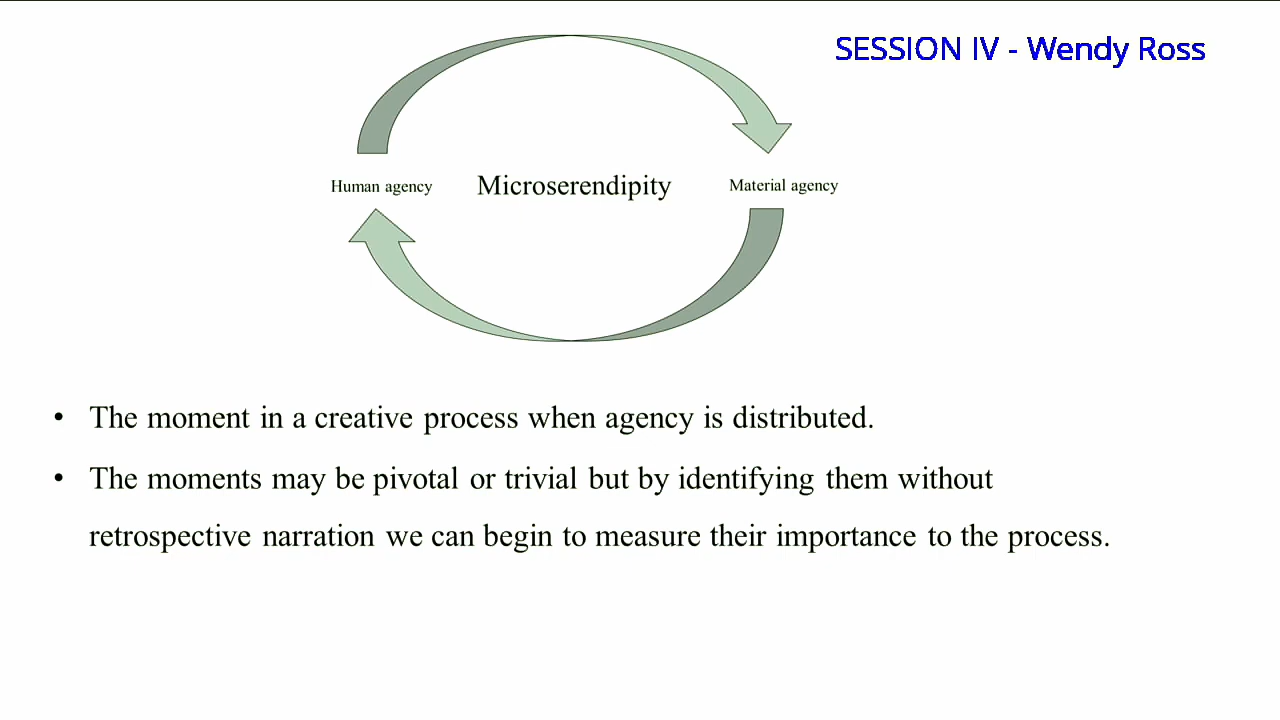 SESSION IV - Wendy Ross
Human agency
Microserendipity
Material agency
• The moment in a creative process when agency is distributed.
• The moments may be pivotal or trivial but by identifying them without
retrospective narration we can begin to measure their importance to the process.